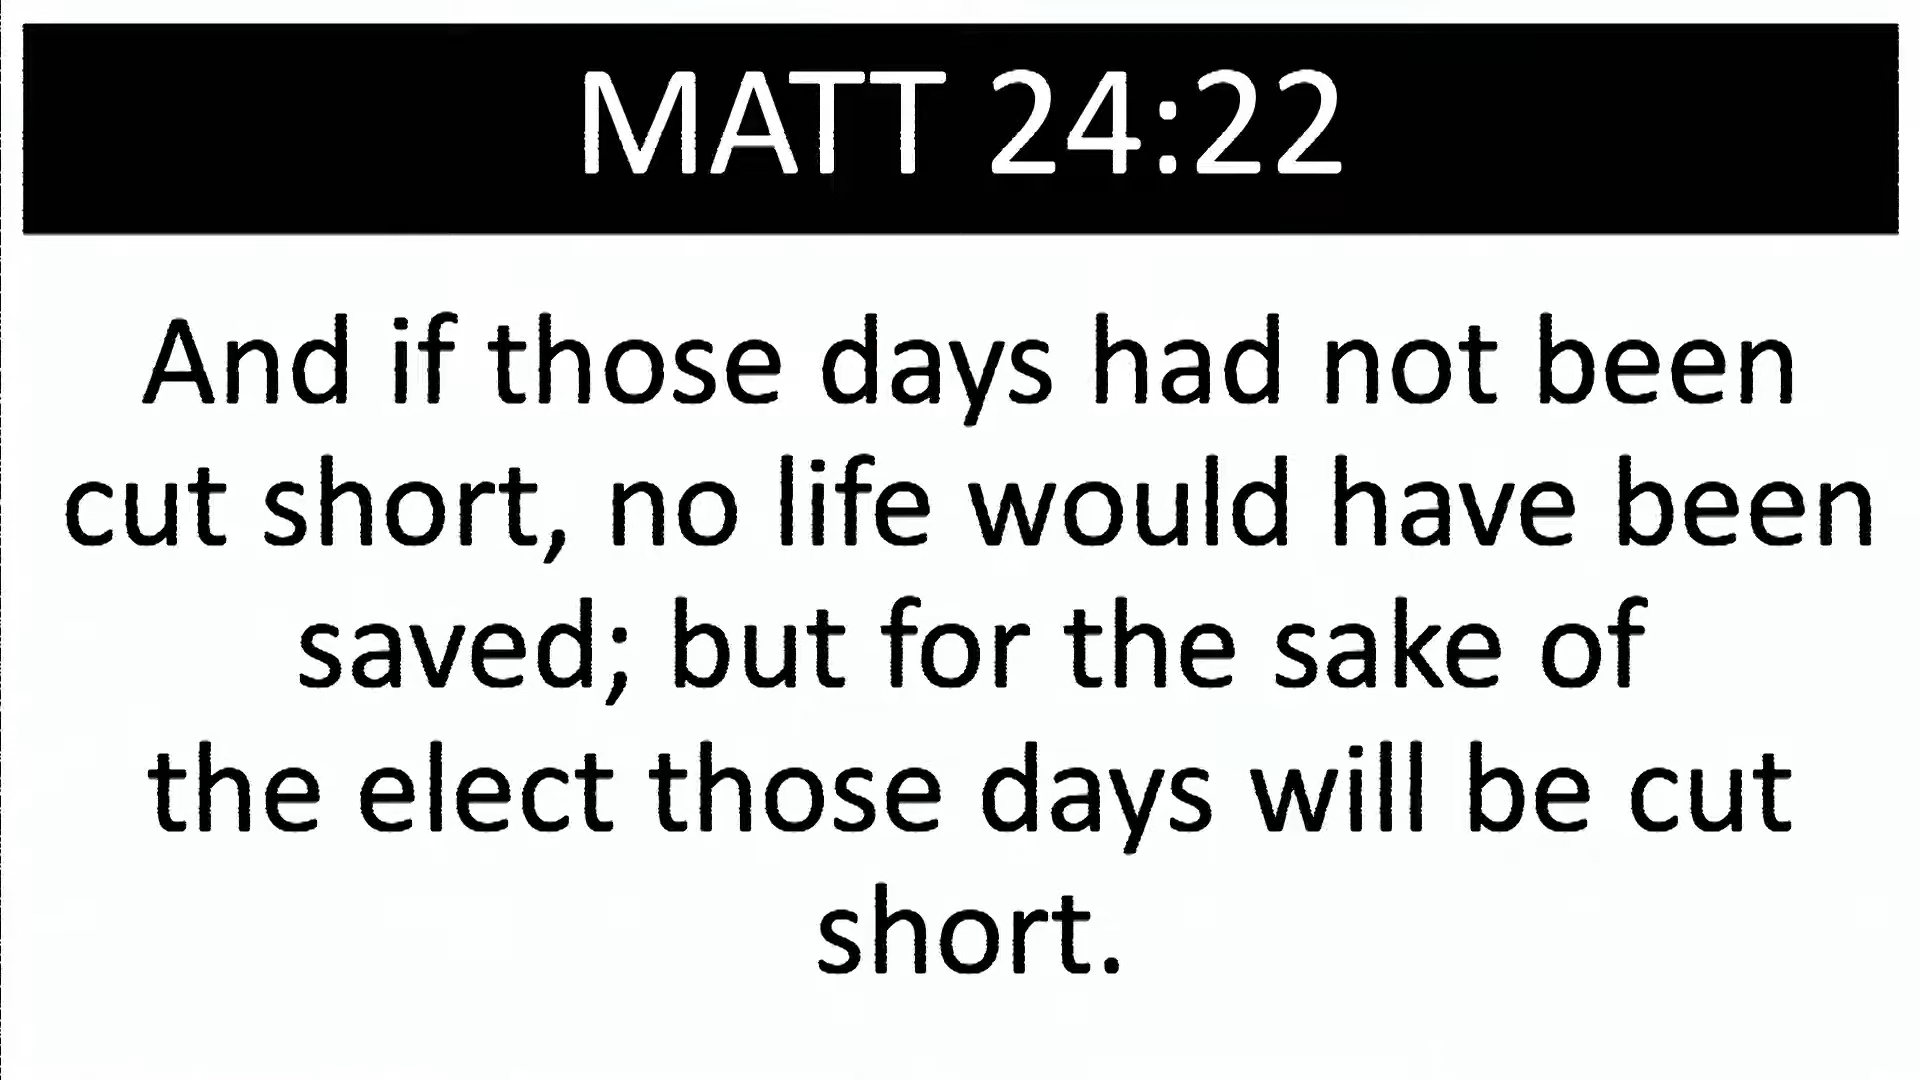 MATT 24:22
And if those days had not been
cut short, no life would have been
saved; but for the sake of
the elect those days will be cut
short.